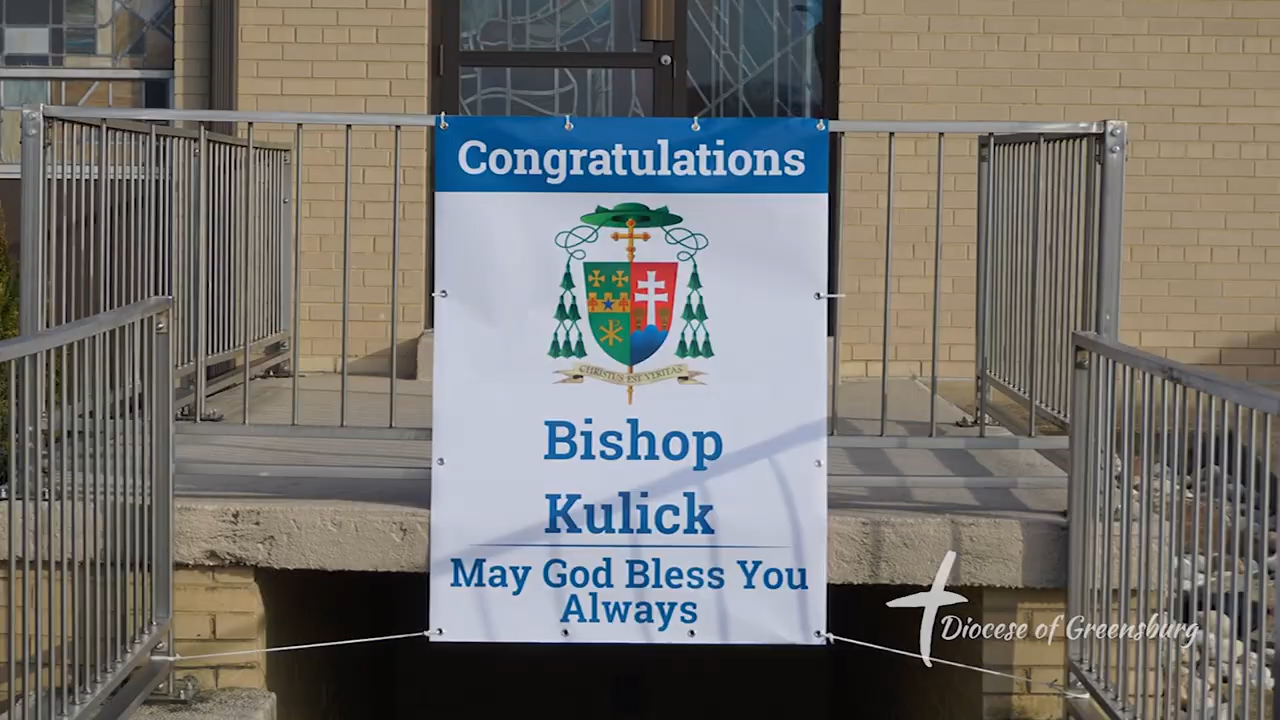 Congratulations
CHRISTUS EST VERITAS
Bishop
Kulick
May God Bless You
Always
Diocese of Greensburg